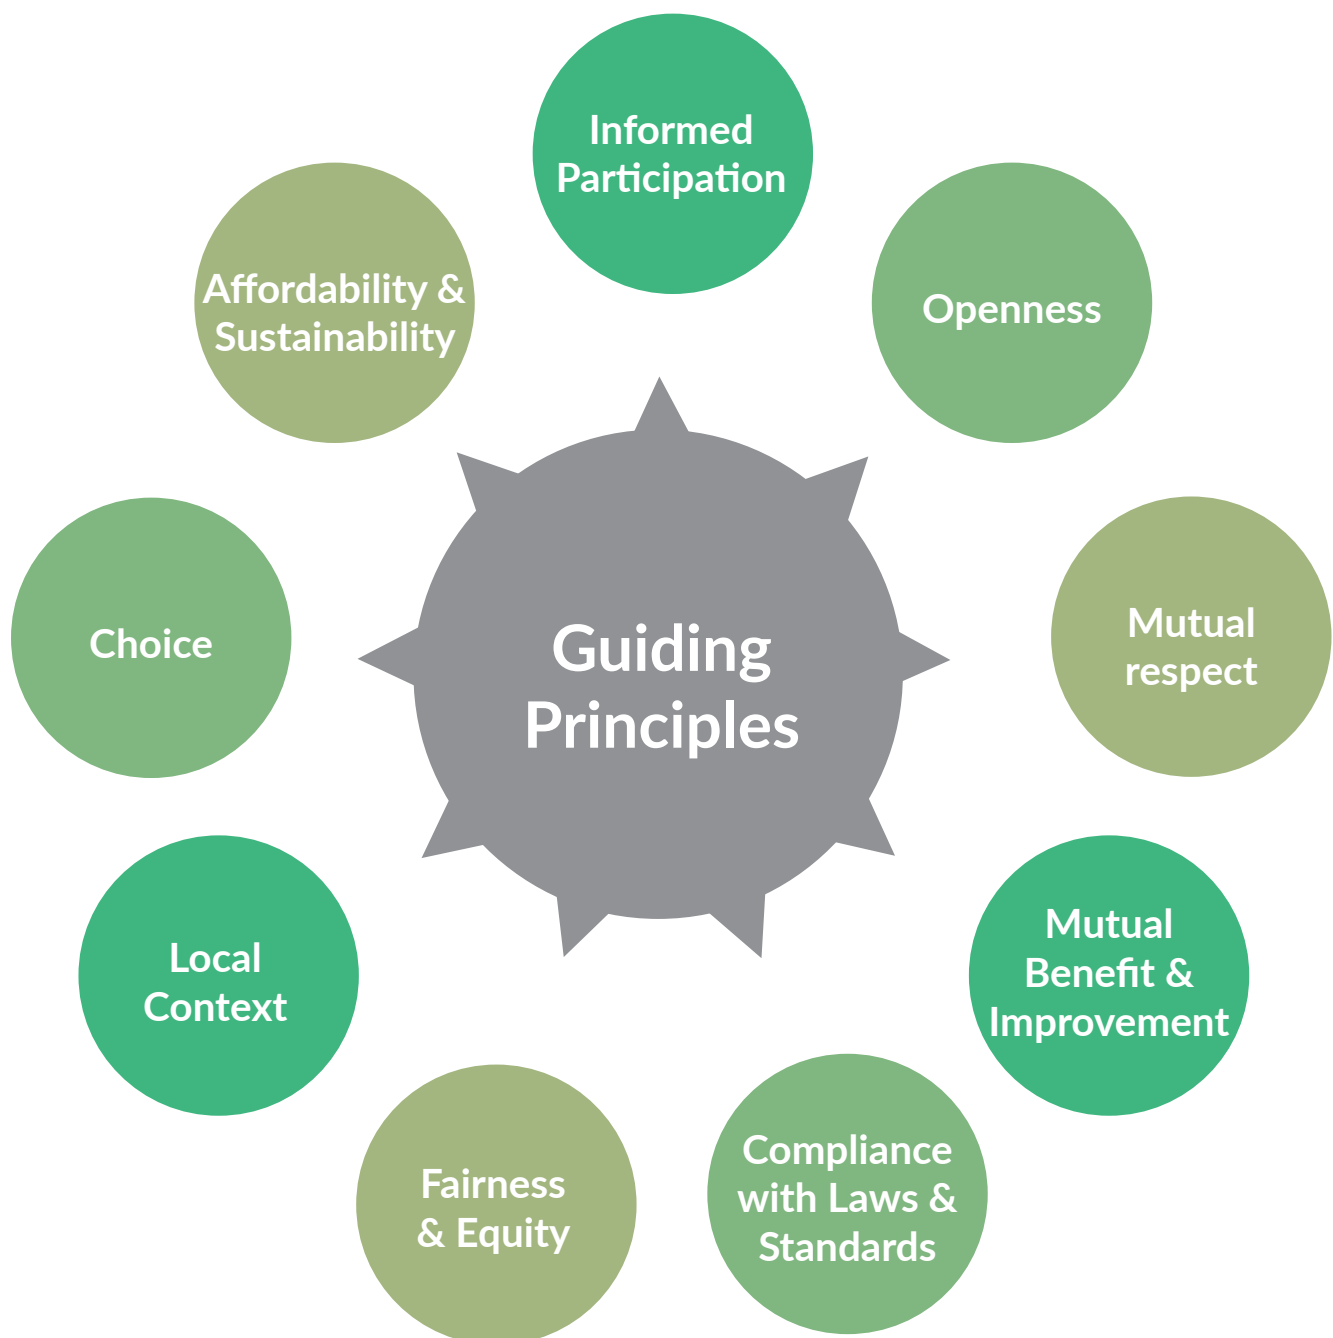 Informed
Participation
Openness
Mutual
respect
Mutual
Benefit &
Improvement
Compliance
with Laws &
Standards
Fairness
& Equity
Local
Context
Choice
Affordability &
Sustainability
Guiding
Principles